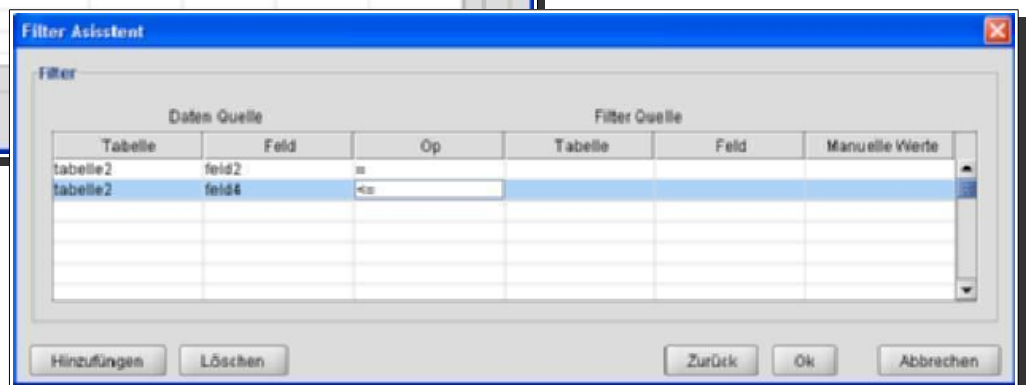 Filter Asisstent
Filter
Daten Quelle Filter Quelle
Tabelle Feld Op Tabelle Feld Manuelle Werte
tabelle2 feld2 =
tabelle2 feld4 <=
Hinzufüngen Löschen Zurück Ok Abbrechen